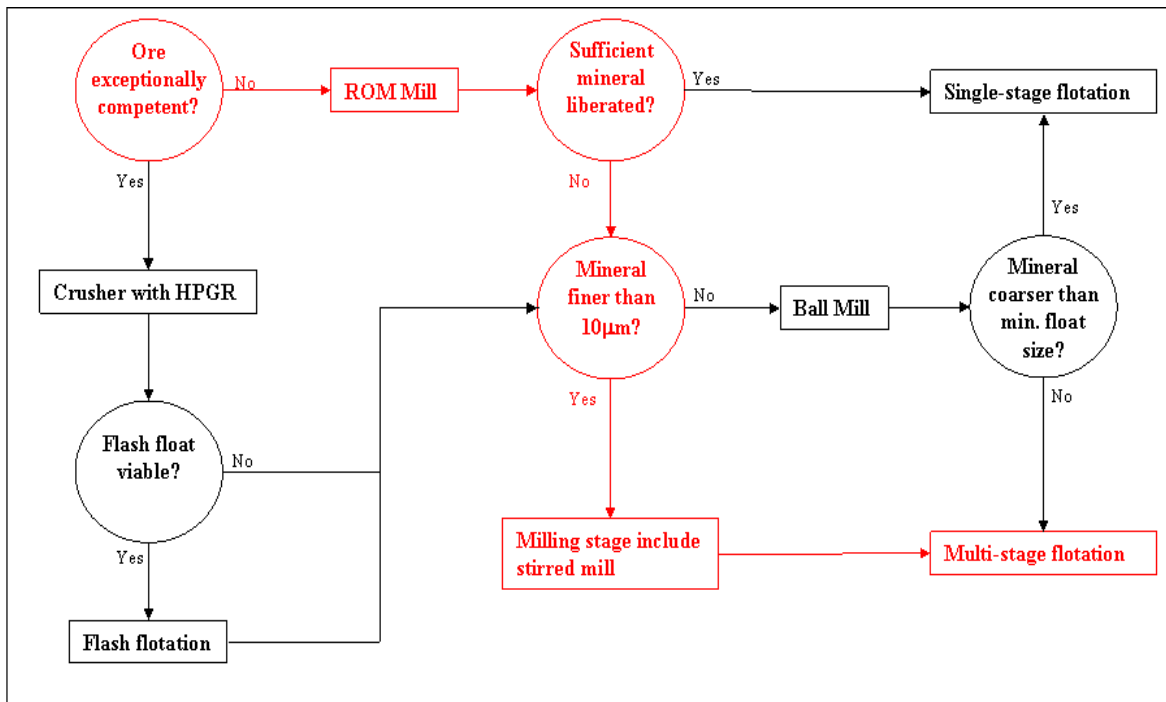 Ore
exceptionally
competent?
No
ROM Mill
Sufficient
mineral
liberated?
Yes
Single-stage flotation
Yes
No
Yes
Crusher with HPGR
Mineral
finer than
10μm?
No
Ball Mill
Mineral
coarser than
min. float
size?
Yes
No
Flash float
viable?
No
Yes
Milling stage include
stirred mill
Multi-stage flotation
Flash flotation